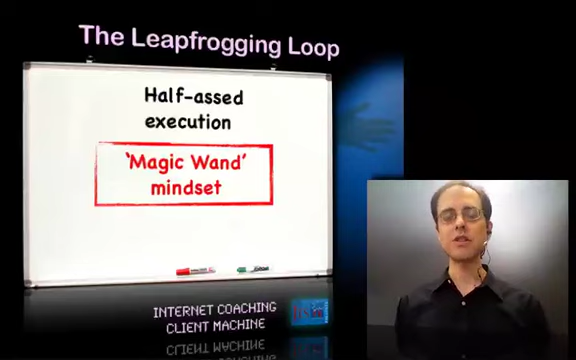 The Leapfrogging Loop
Half-assed
execution
'Magic Wand'
mindset
INTERNET COACHING
CLIENT MACHINE